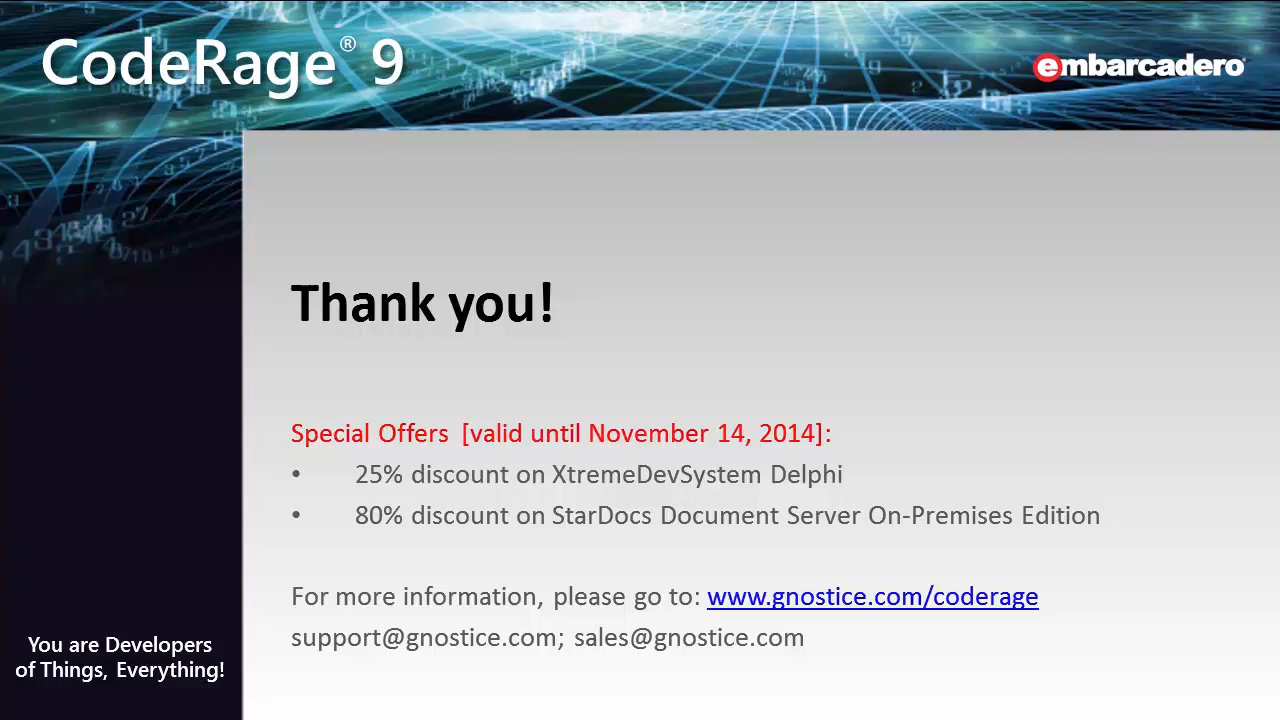 CodeRage® 9
embarcadero
Thank you!
Special Offers [valid until November 14, 2014]:
• 25% discount on XtremeDevSystem Delphi
• 80% discount on StarDocs Document Server On-Premises Edition
For more information, please go to: www.gnostice.com/coderage
support@gnostice.com; sales@gnostice.com
You are Developers
of Things, Everything!